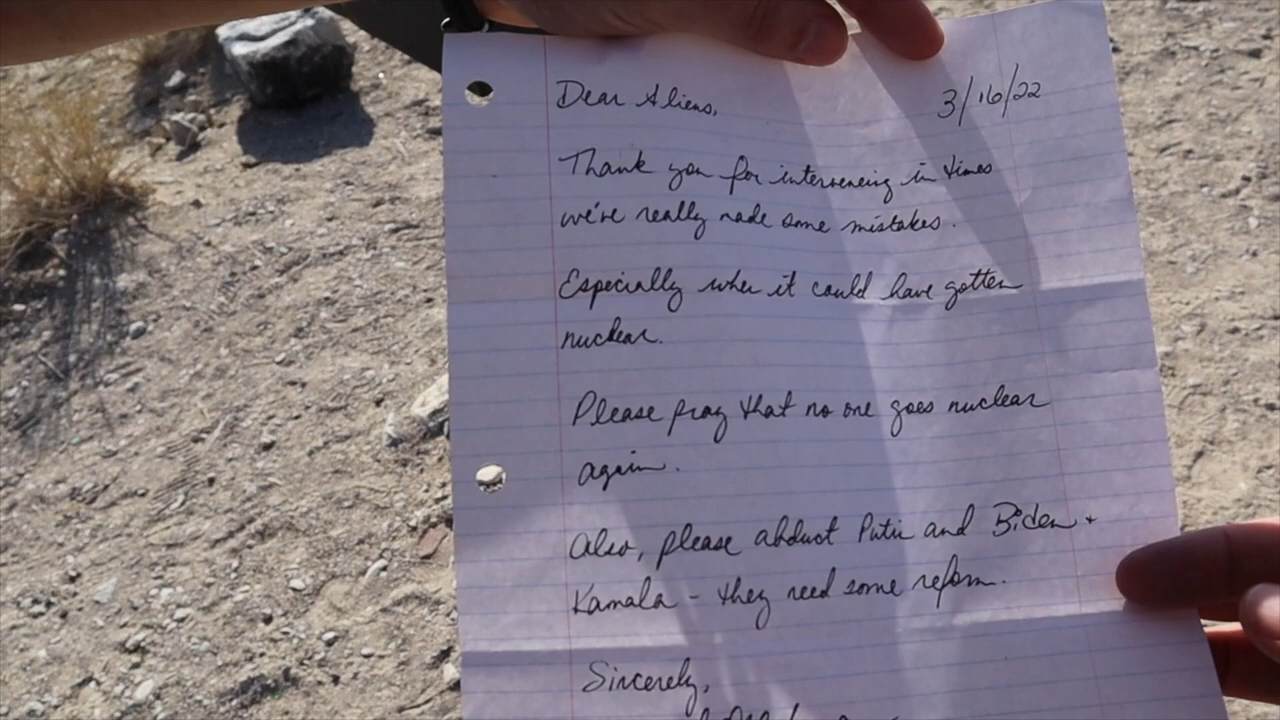 Dear Aliens,
3/16/22
Thank you for interveneing in times
we've really made some mistakes.
Especially when it could have gotten
nuclear.
Please pray that no one goes nuclear
again.
Also, please abduct Putin and Biden +
Kamala - they need some reform.
Sincerely,